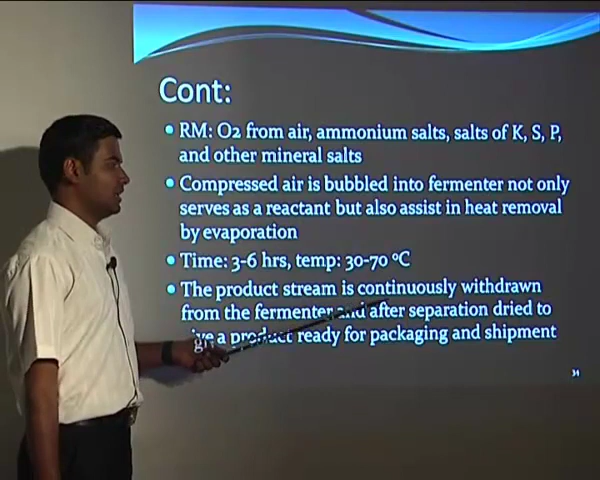 Cont:
• RM: O2 from air, ammonium salts, salts of K, S, P,
and other mineral salts
• Compressed air is bubbled into fermenter not only
serves as a reactant but also assist in heat removal
by evaporation
• Time: 3-6 hrs, temp: 30-70 ºC
• The product stream is continuously withdrawn
from the fermenter and after separation dried to
give a product ready for packaging and shipment
34